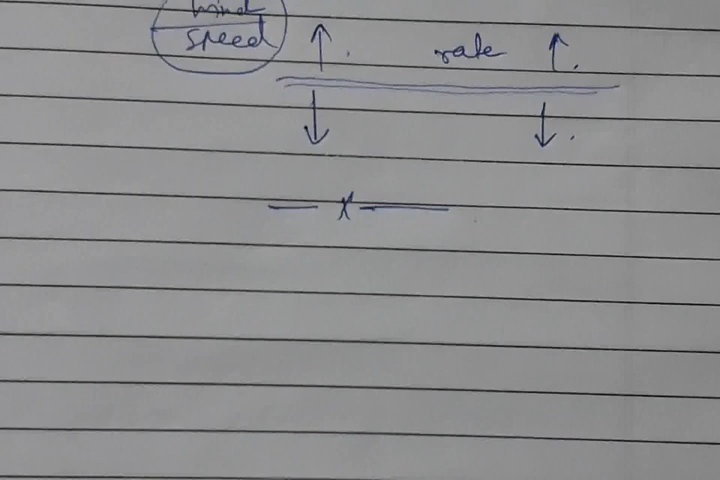 wind
speed ↑. rate ↑.
↓ ↓.
— x —